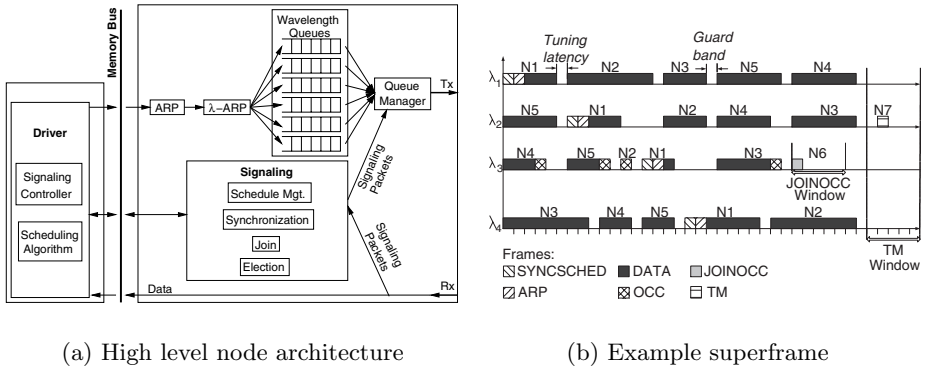 Memory Bus
Driver
Signaling
Controller
Scheduling
Algorithm
ARP
λ−ARP
Wavelength
Queues
Queue
Manager
Tx
Signaling
Packets
Signaling
Schedule Mgt.
Synchronization
Join
Election
Signaling
Packets
Data
Rx
(a) High level node architecture
Tuning
latency
Guard
band
λ1 N1 N2 N3 N5 N4
λ2 N5 N1 N2 N4 N3 N7
λ3 N4 N5 N2 N1 N3 N6
JOINOCC
Window
λ4 N3 N4 N5 N1 N2
TM
Window
Frames:
SYNCSCHED DATA JOINOCC
ARP OCC TM
(b) Example superframe